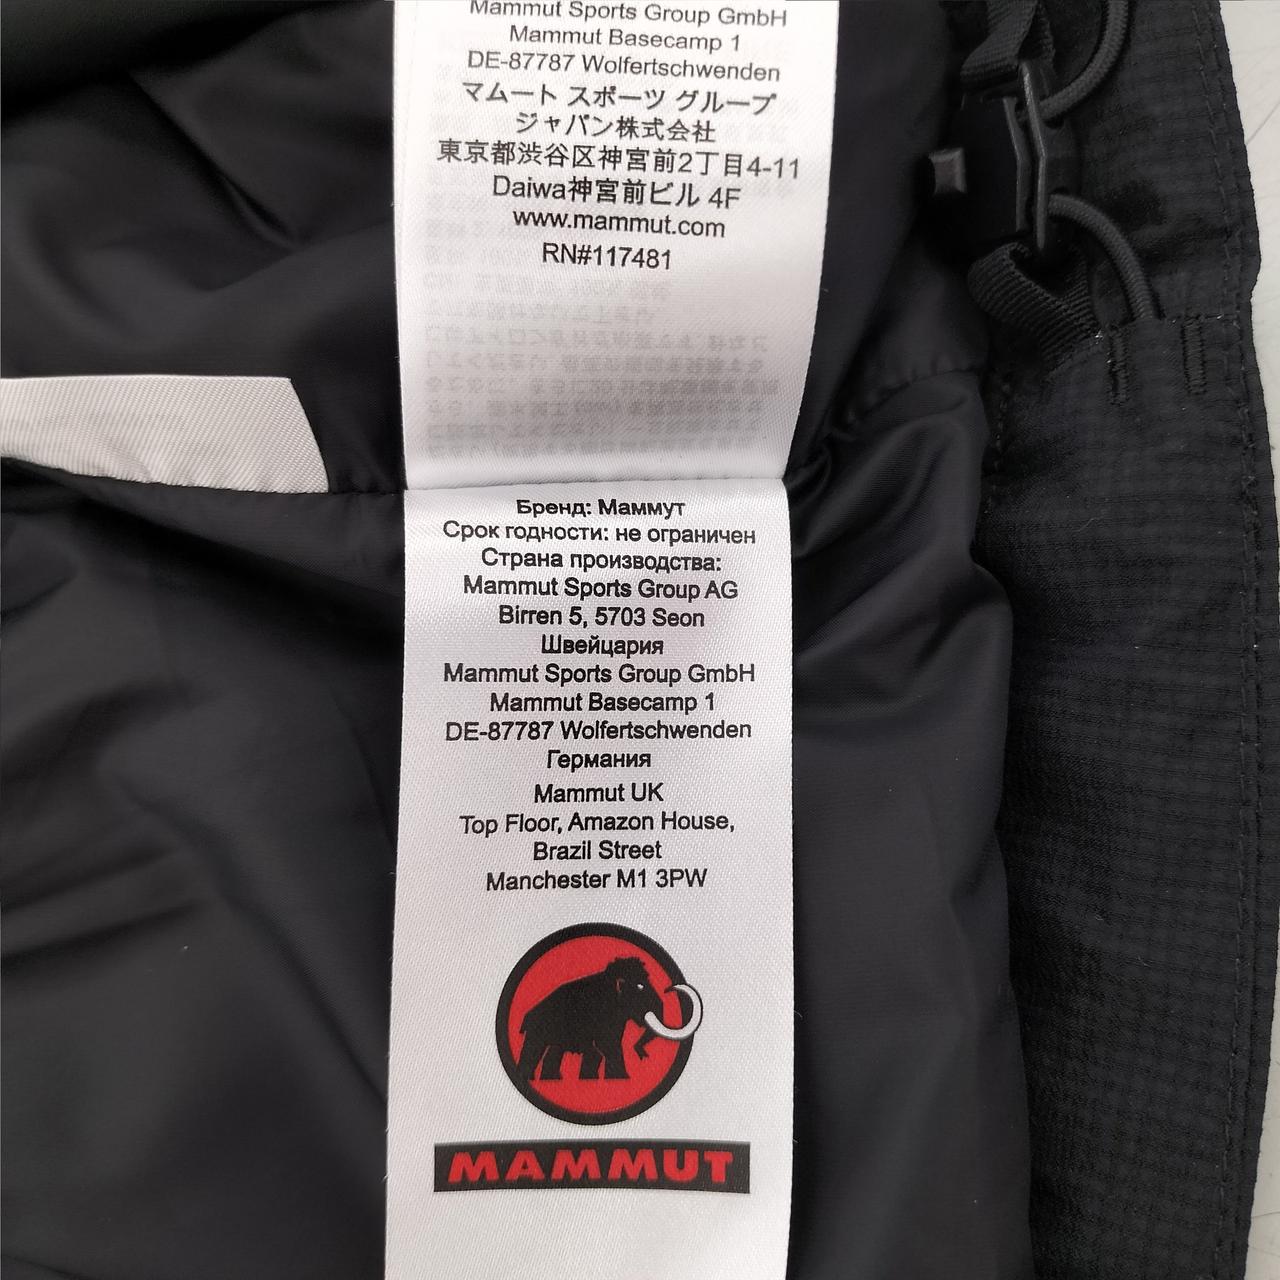 Mammut Sports Group GmbH
Mammut Basecamp 1
DE-87787 Wolfertschwenden
マムート スポーツ グループ
ジャパン株式会社
東京都渋谷区神宮前2丁目4-11
Daiwa神宮前ビル 4F
www.mammut.com
RN#117481
Бренд: Маммут
Срок годности: не ограничен
Страна производства:
Mammut Sports Group AG
Birren 5, 5703 Seon
Швейцария
Mammut Sports Group GmbH
Mammut Basecamp 1
DE-87787 Wolfertschwenden
Германия
Mammut UK
Top Floor, Amazon House,
Brazil Street
Manchester M1 3PW
MAMMUT